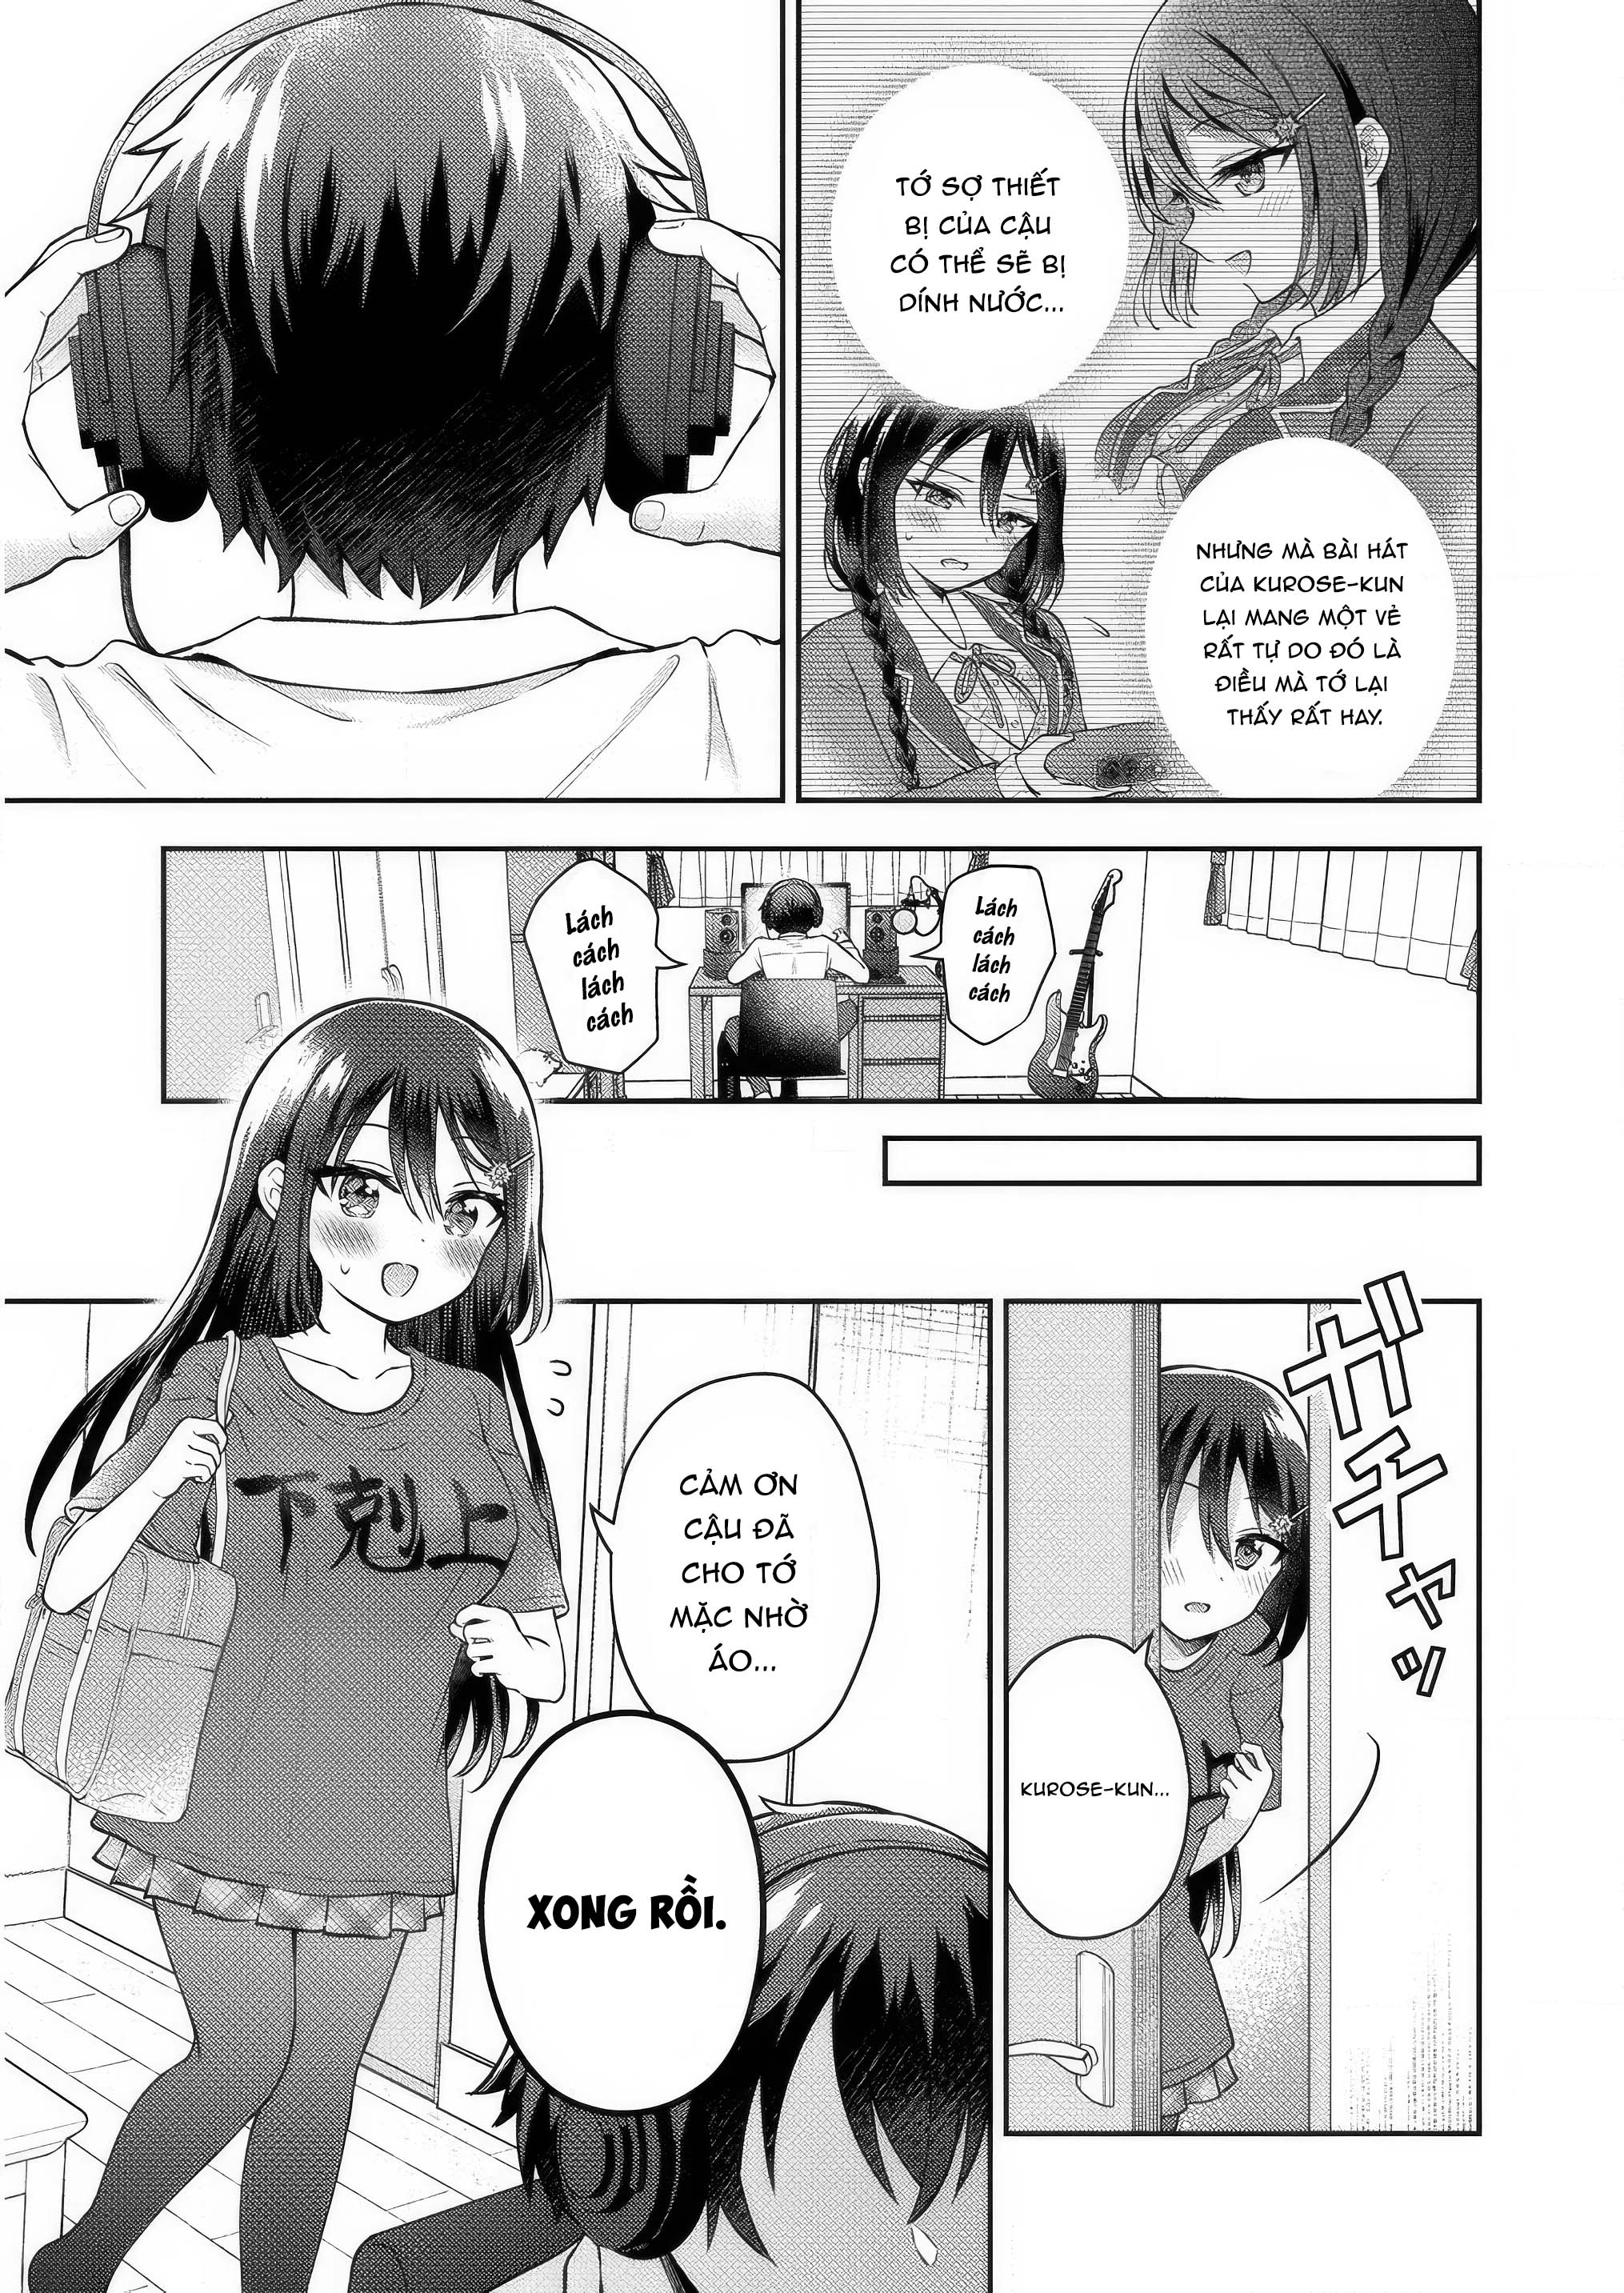 TỚ SỢ THIẾT
BỊ CỦA CẬU
CÓ THỂ SẼ BỊ
DÍNH NƯỚC...
NHƯNG MÀ BÀI HÁT
CỦA KUROSE-KUN
LẠI MANG MỘT VẺ
RẤT TỰ DO ĐÓ LÀ
ĐIỀU MÀ TỚ LẠI
THẤY RẤT HAY.
Lách
cách
lách
cách
Lách
cách
lách
cách
ガチャッ
KUROSE-KUN...
CẢM ƠN
CẬU ĐÃ
CHO TỚ
MẶC NHỜ
ÁO...
下剋上
XONG RỒI.